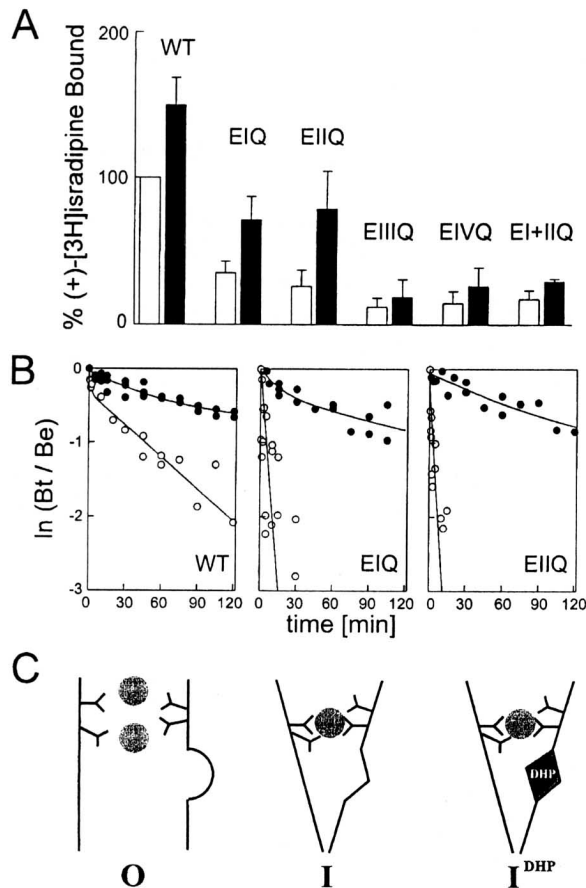 A
% (+)-[3H]isradipine Bound
200
100
0
WT
EIQ
EIIQ
EIIIQ
EIVQ
EI+IIQ
B
ln (Bt / Be)
0
-1
-2
-3
WT
EIQ
EIIQ
0 30 60 90 120
0 30 60 90 120
0 30 60 90 120
time [min]
C
DHP
O
I
I DHP